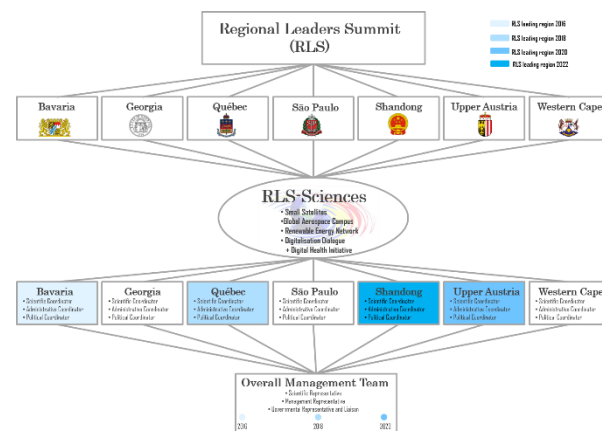 Regional Leaders Summit
(RLS)
RLS leading region 2016
RLS leading region 2018
RLS leading region 2020
RLS leading region 2022
Bavaria
Georgia
Québec
São Paulo
Shandong
Upper Austria
Western Cape
RLS-Sciences
• Small Satellites
• Global Aerospace Campus
• Renewable Energy Network
• Digitalisation Dialogue
• Digital Health Initiative
Bavaria
• Scientific Coordinator
• Administrative Coordinator
• Political Coordinator
Georgia
• Scientific Coordinator
• Administrative Coordinator
• Political Coordinator
Québec
• Scientific Coordinator
• Administrative Coordinator
• Political Coordinator
São Paulo
• Scientific Coordinator
• Administrative Coordinator
• Political Coordinator
Shandong
• Scientific Coordinator
• Administrative Coordinator
• Political Coordinator
Upper Austria
• Scientific Coordinator
• Administrative Coordinator
• Political Coordinator
Western Cape
• Scientific Coordinator
• Administrative Coordinator
• Political Coordinator
Overall Management Team
• Scientific Representative
• Management Representative
• Governmental Representative and Liaison
2016
2018